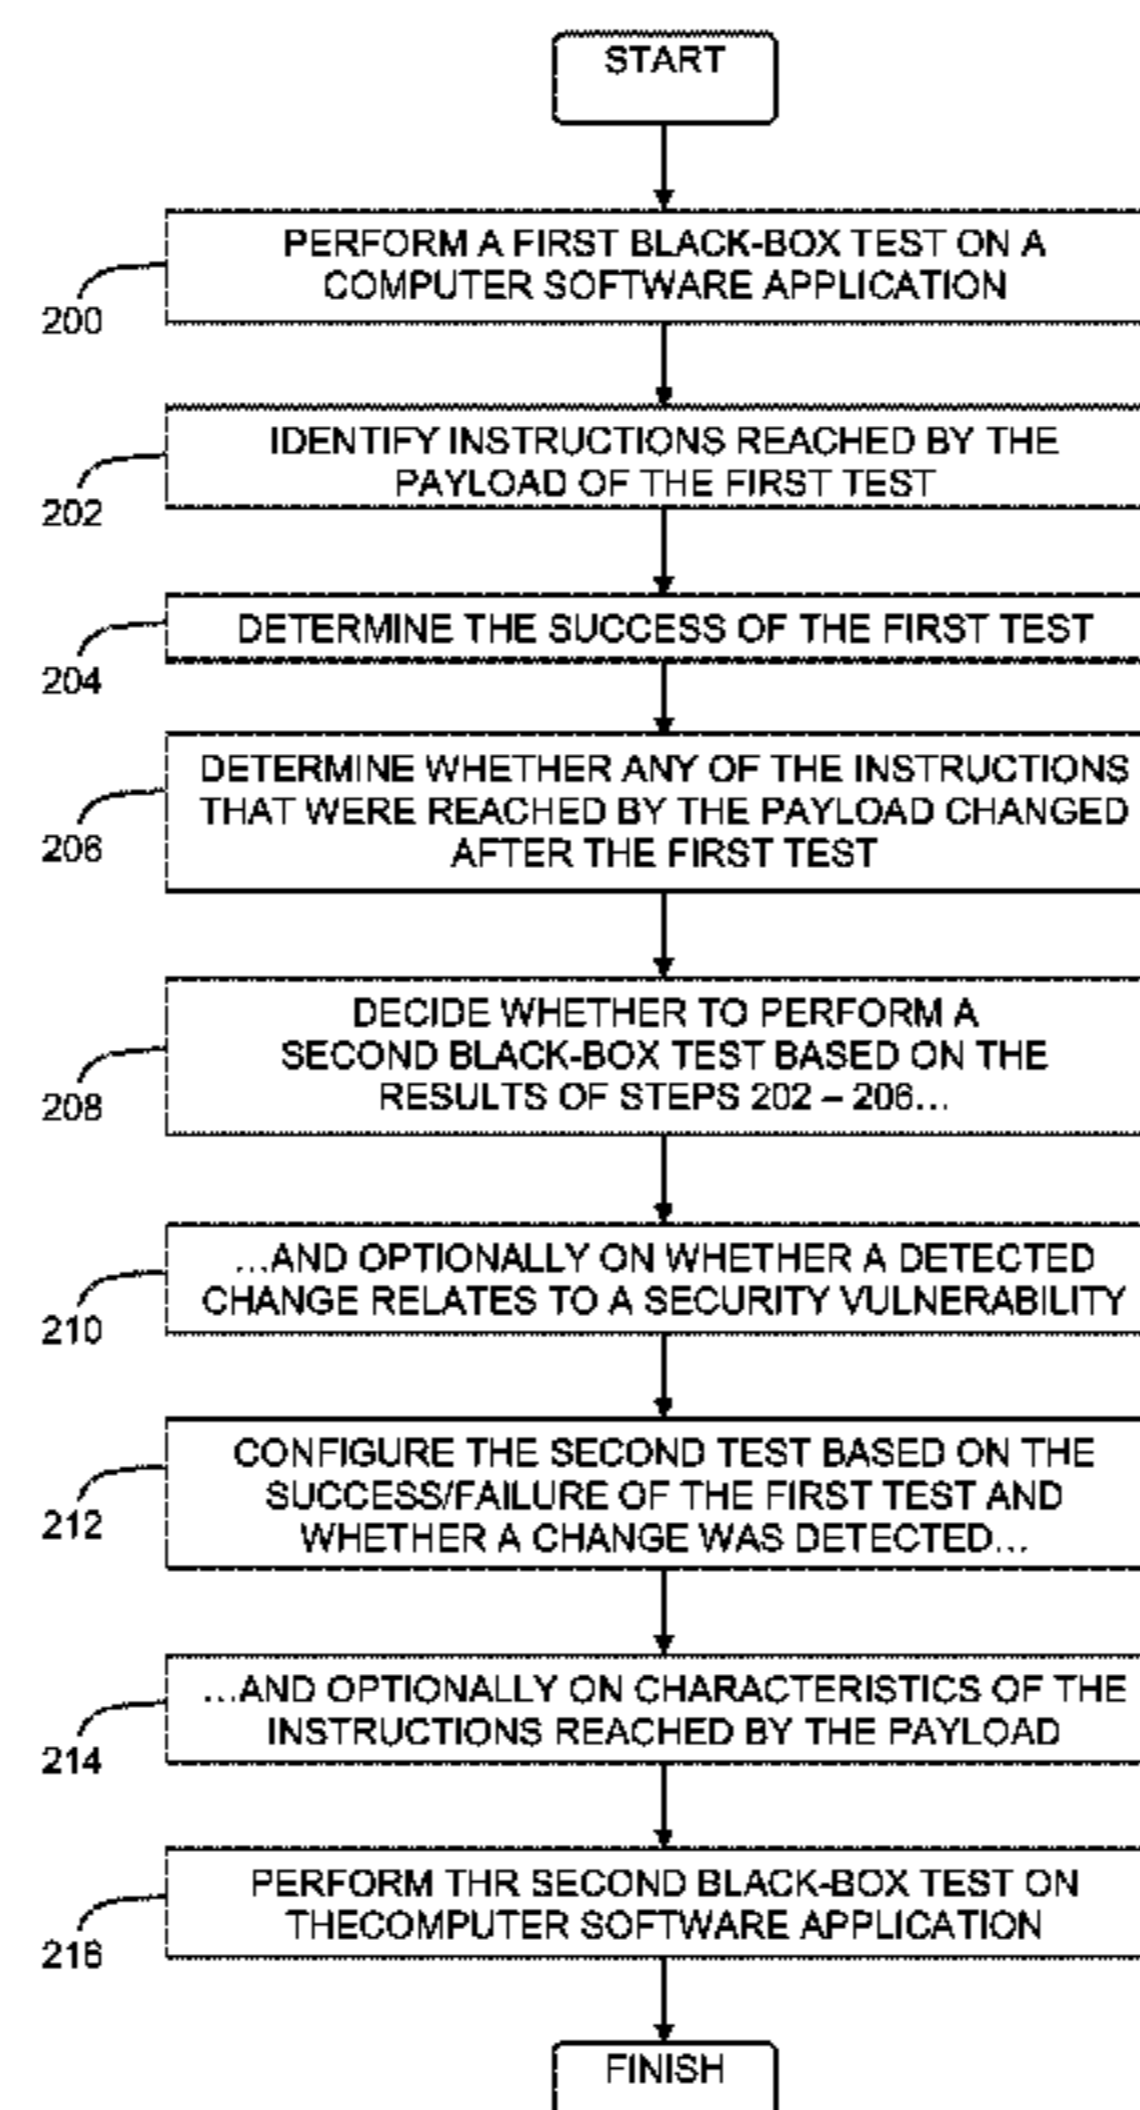 START
PERFORM A FIRST BLACK-BOX TEST ON A
COMPUTER SOFTWARE APPLICATION
200
IDENTIFY INSTRUCTIONS REACHED BY THE
PAYLOAD OF THE FIRST TEST
202
DETERMINE THE SUCCESS OF THE FIRST TEST
204
DETERMINE WHETHER ANY OF THE INSTRUCTIONS
THAT WERE REACHED BY THE PAYLOAD CHANGED
AFTER THE FIRST TEST
206
DECIDE WHETHER TO PERFORM A
SECOND BLACK-BOX TEST BASED ON THE
RESULTS OF STEPS 202 – 206...
208
...AND OPTIONALLY ON WHETHER A DETECTED
CHANGE RELATES TO A SECURITY VULNERABILITY
210
CONFIGURE THE SECOND TEST BASED ON THE
SUCCESS/FAILURE OF THE FIRST TEST AND
WHETHER A CHANGE WAS DETECTED...
212
...AND OPTIONALLY ON CHARACTERISTICS OF THE
INSTRUCTIONS REACHED BY THE PAYLOAD
214
PERFORM THR SECOND BLACK-BOX TEST ON
THECOMPUTER SOFTWARE APPLICATION
216
FINISH